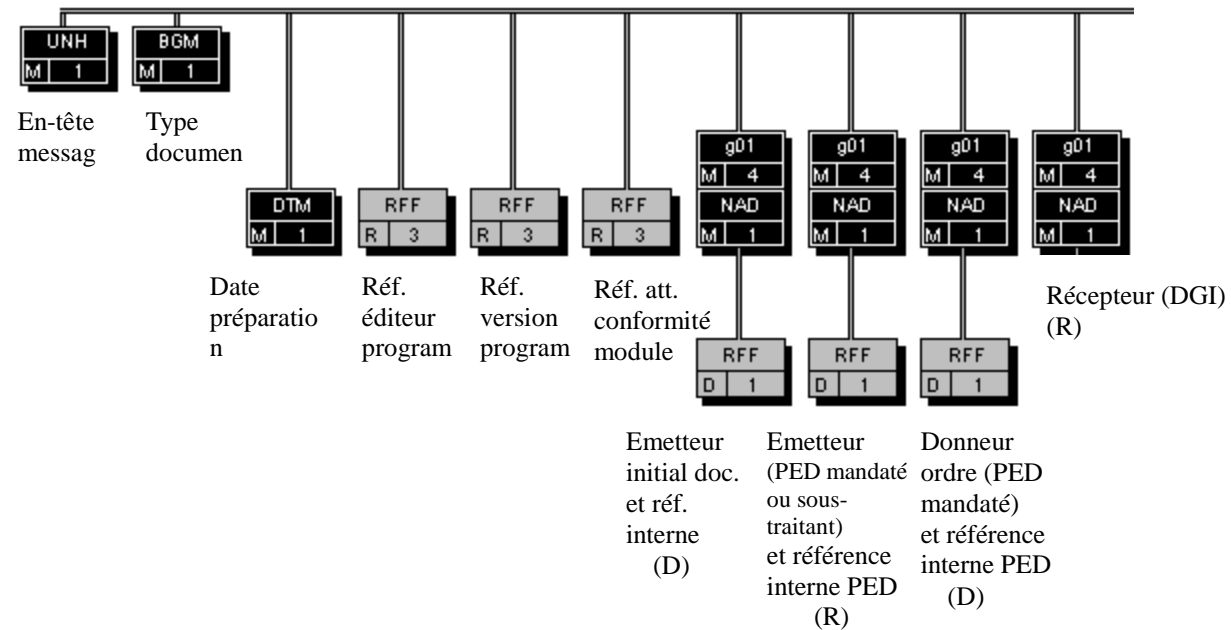 UNH
M 1
BGM
M 1
En-tête
messag
Type
documen
DTM
M 1
Date
préparatio
n
RFF
R 3
Réf.
éditeur
program
RFF
R 3
Réf.
version
program
RFF
R 3
Réf. att.
conformité
module
g01
M 4
NAD
M 1
RFF
D 1
Emetteur
initial doc.
et réf.
interne
(D)
g01
M 4
NAD
M 1
RFF
D 1
Emetteur
(PED mandaté
ou sous-
traitant)
et référence
interne PED
(R)
g01
M 4
NAD
M 1
RFF
D 1
Donneur
ordre (PED
mandaté)
et référence
interne PED
(D)
g01
M 4
NAD
M 1
Récepteur (DGI)
(R)